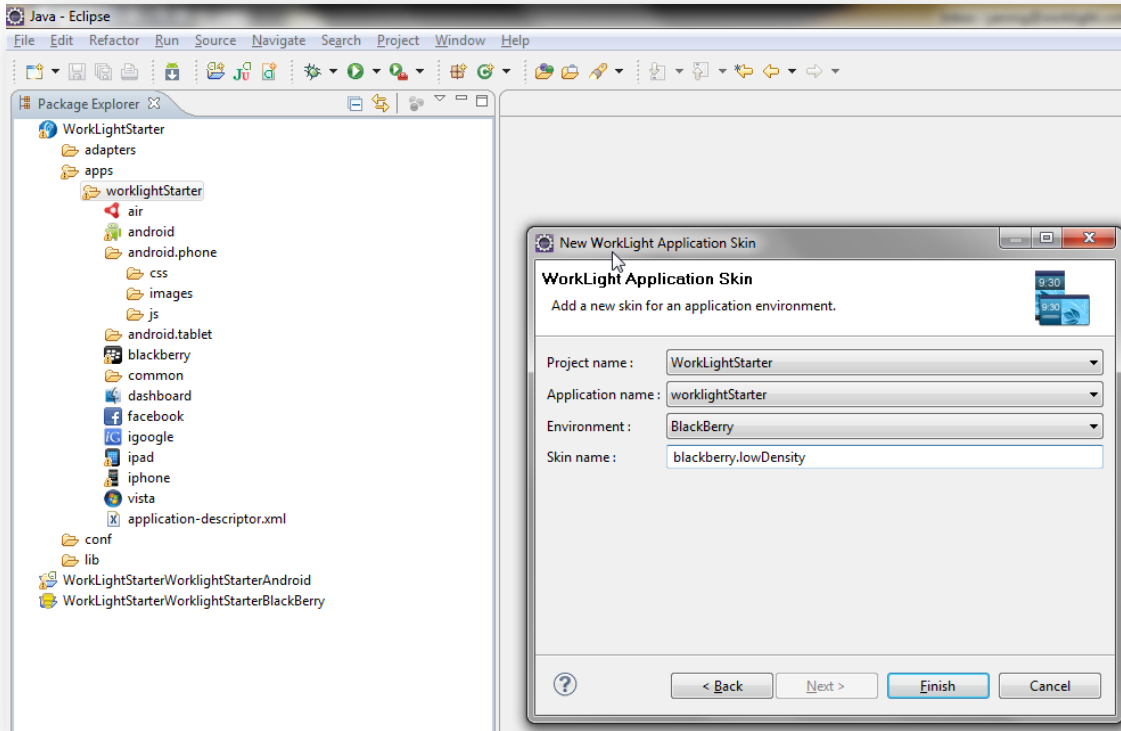 Java - Eclipse
File Edit Refactor Run Source Navigate Search Project Window Help
Package Explorer
WorkLightStarter
adapters
apps
worklightStarter
air
android
android.phone
css
images
js
android.tablet
blackberry
common
dashboard
facebook
igoogle
ipad
iphone
vista
application-descriptor.xml
conf
lib
WorkLightStarterWorklightStarterAndroid
WorkLightStarterWorklightStarterBlackBerry
New WorkLight Application Skin
WorkLight Application Skin
Add a new skin for an application environment.
9:30
9:30
Project name : WorkLightStarter
Application name : worklightStarter
Environment : BlackBerry
Skin name : blackberry.lowDensity
< Back Next > Finish Cancel